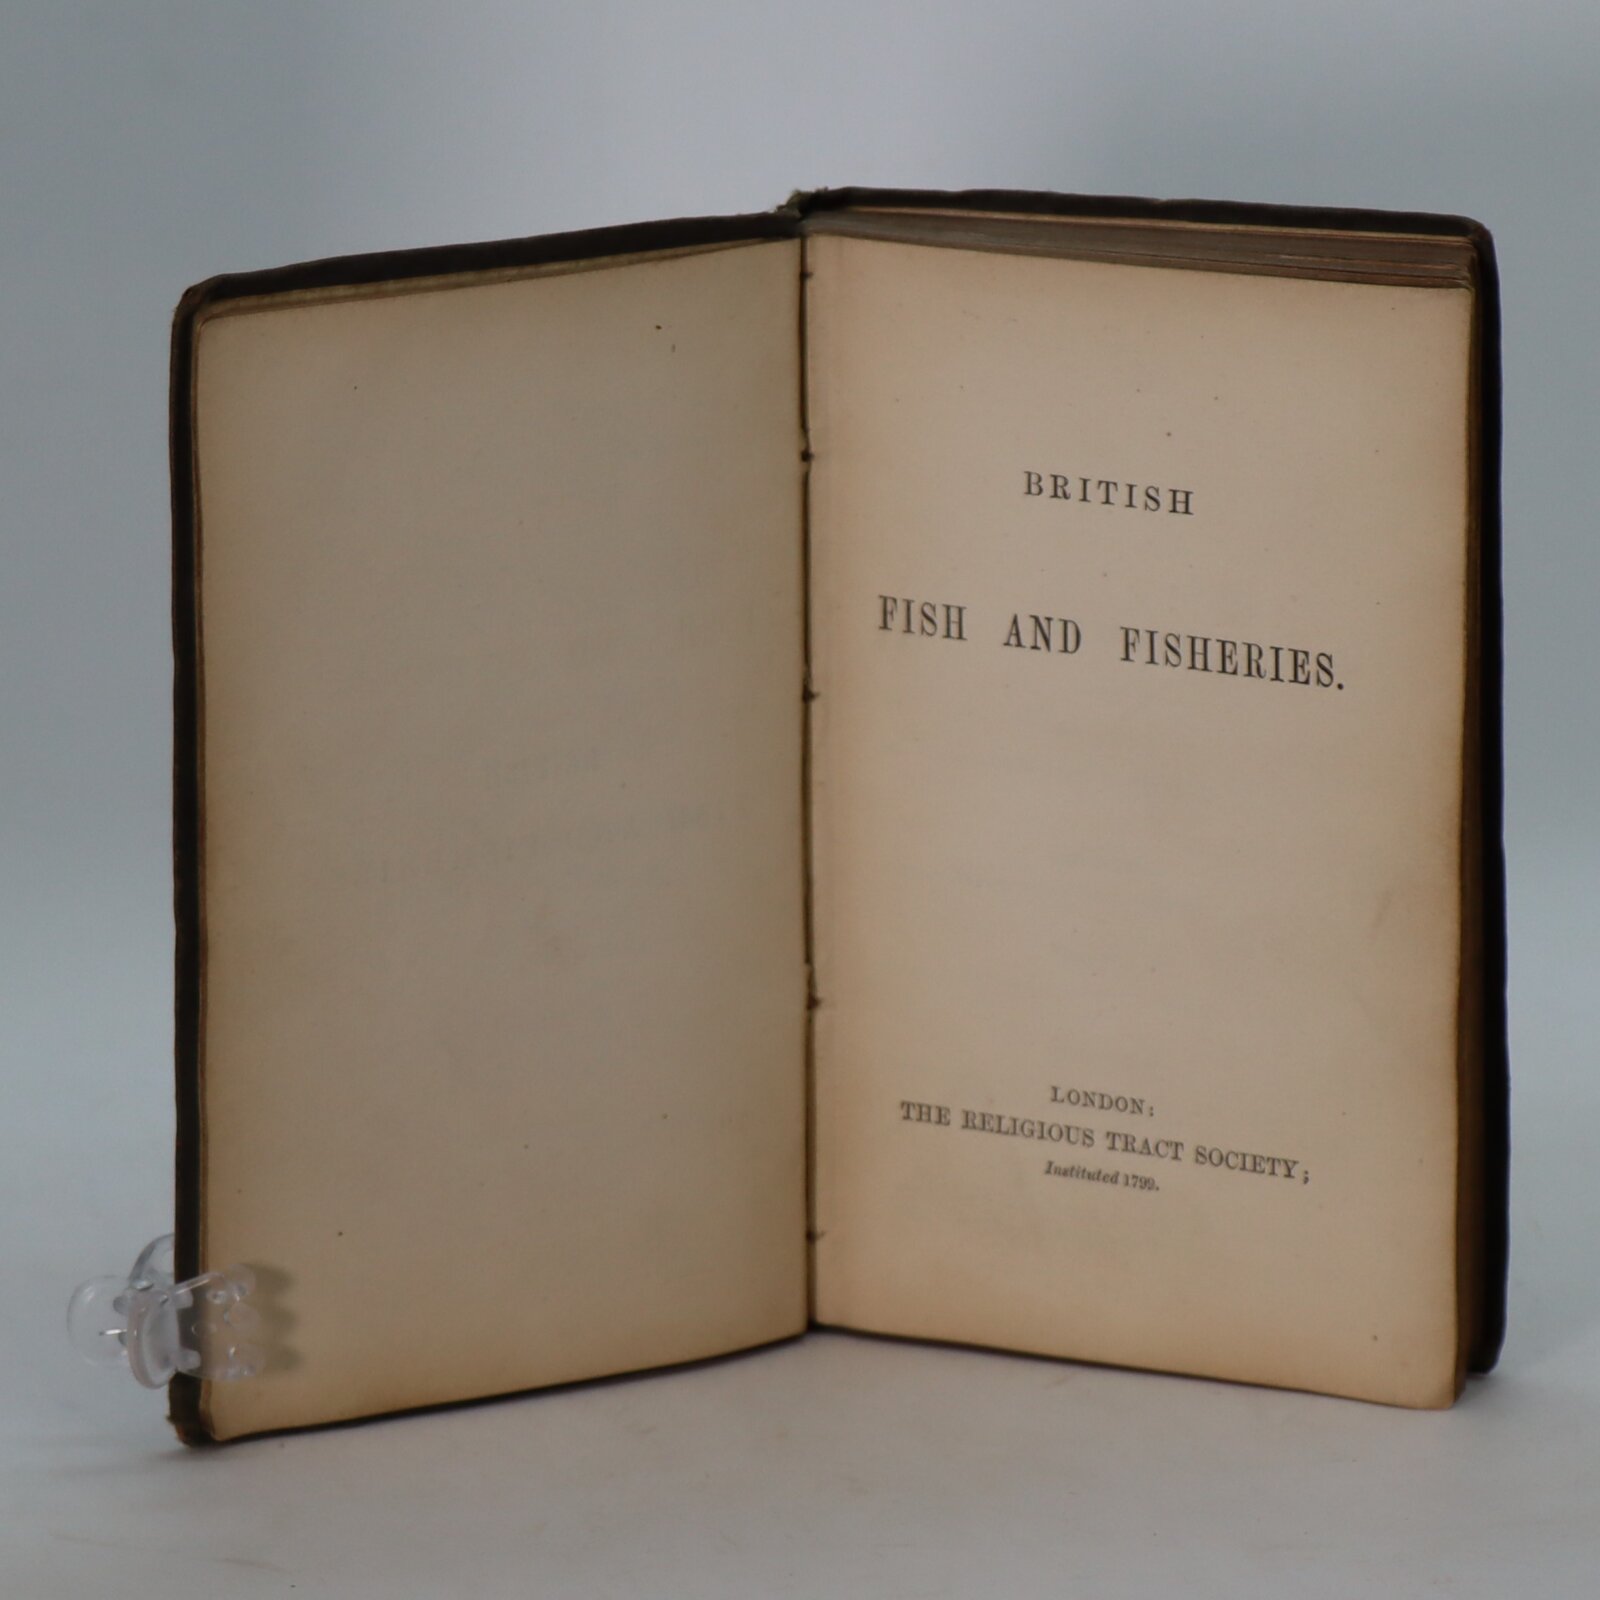 BRITISH
FISH AND FISHERIES.
LONDON:
THE RELIGIOUS TRACT SOCIETY;
Instituted 1799.